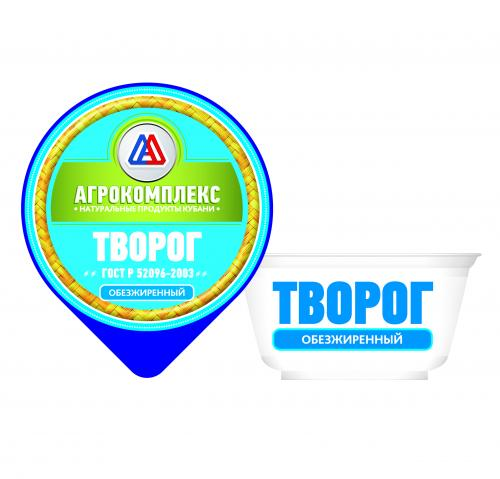 АГРОКОМПЛЕКС
• НАТУРАЛЬНЫЕ ПРОДУКТЫ КУБАНИ •
ТВОРОГ
ГОСТ Р 52096-2003
ОБЕЗЖИРЕННЫЙ
ТВОРОГ
ОБЕЗЖИРЕННЫЙ